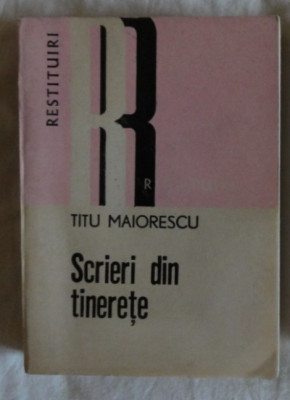 RESTITUIRI
R
TITU MAIORESCU
Scrieri din
tinerețe